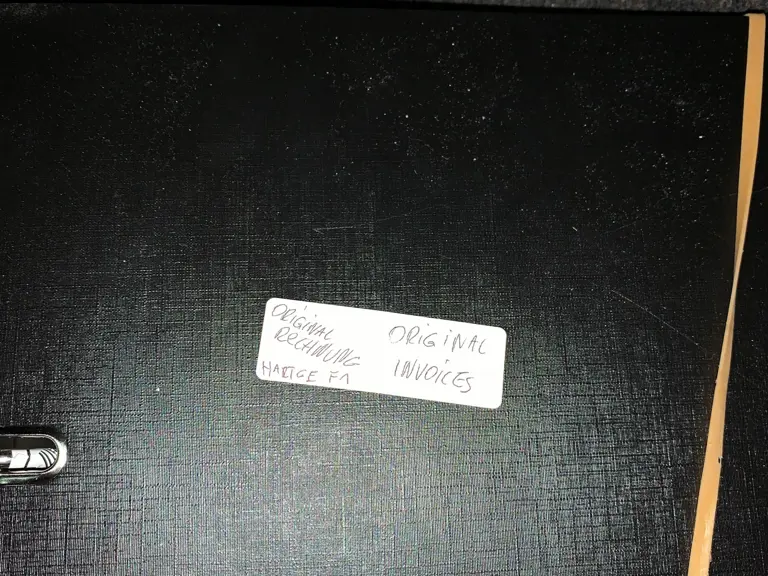 ORIGINAL
RECHNUNG
HARTGE F1
ORIGINAL
INVOICES